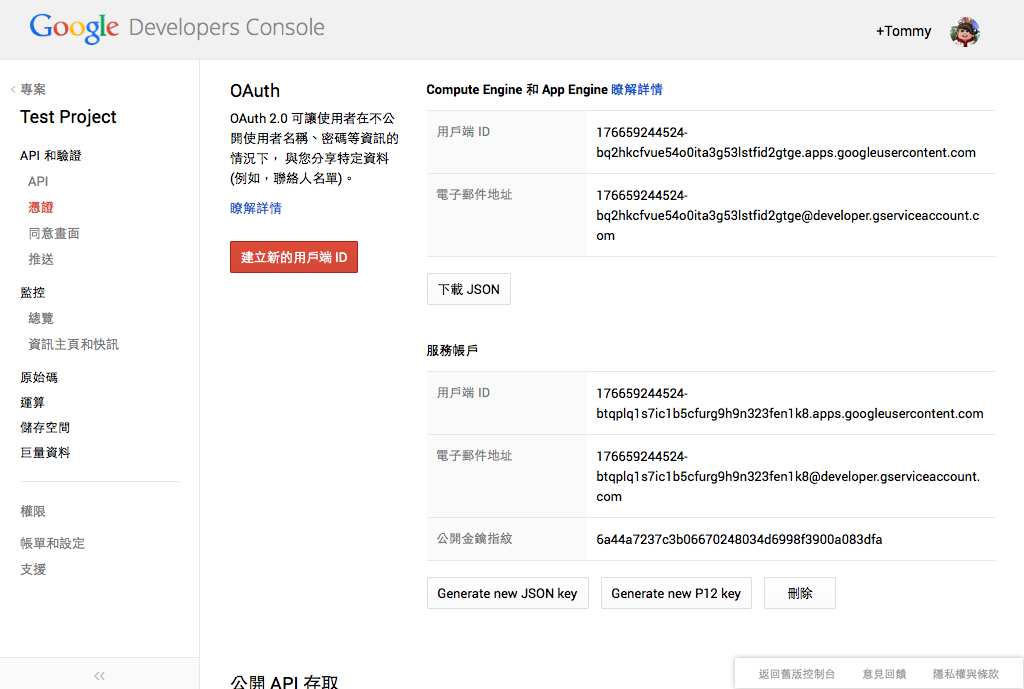 Google Developers Console
+Tommy
專案
Test Project
API 和驗證
API
憑證
同意畫面
推送
監控
總覽
資訊主頁和快訊
原始碼
運算
儲存空間
巨量資料
權限
帳單和設定
支援
OAuth
OAuth 2.0 可讓使用者在不公
開使用者名稱、密碼等資訊的
情況下， 與您分享特定資料
(例如，聯絡人名單)。
瞭解詳情
建立新的用戶端 ID
Compute Engine 和 App Engine 瞭解詳情
用戶端 ID
176659244524-
bq2hkcfvue54o0ita3g53lstfid2gtge.apps.googleusercontent.com
電子郵件地址
176659244524-
bq2hkcfvue54o0ita3g53lstfid2gtge@developer.gserviceaccount.c
om
下載 JSON
服務帳戶
用戶端 ID
176659244524-
btqplq1s7ic1b5cfurg9h9n323fen1k8.apps.googleusercontent.com
電子郵件地址
176659244524-
btqplq1s7ic1b5cfurg9h9n323fen1k8@developer.gserviceaccount.
com
公開金鑰指紋
6a44a7237c3b06670248034d6998f3900a083dfa
Generate new JSON key
Generate new P12 key
刪除
公開 API 存取
返回舊版控制台
意見回饋
隱私權與條款